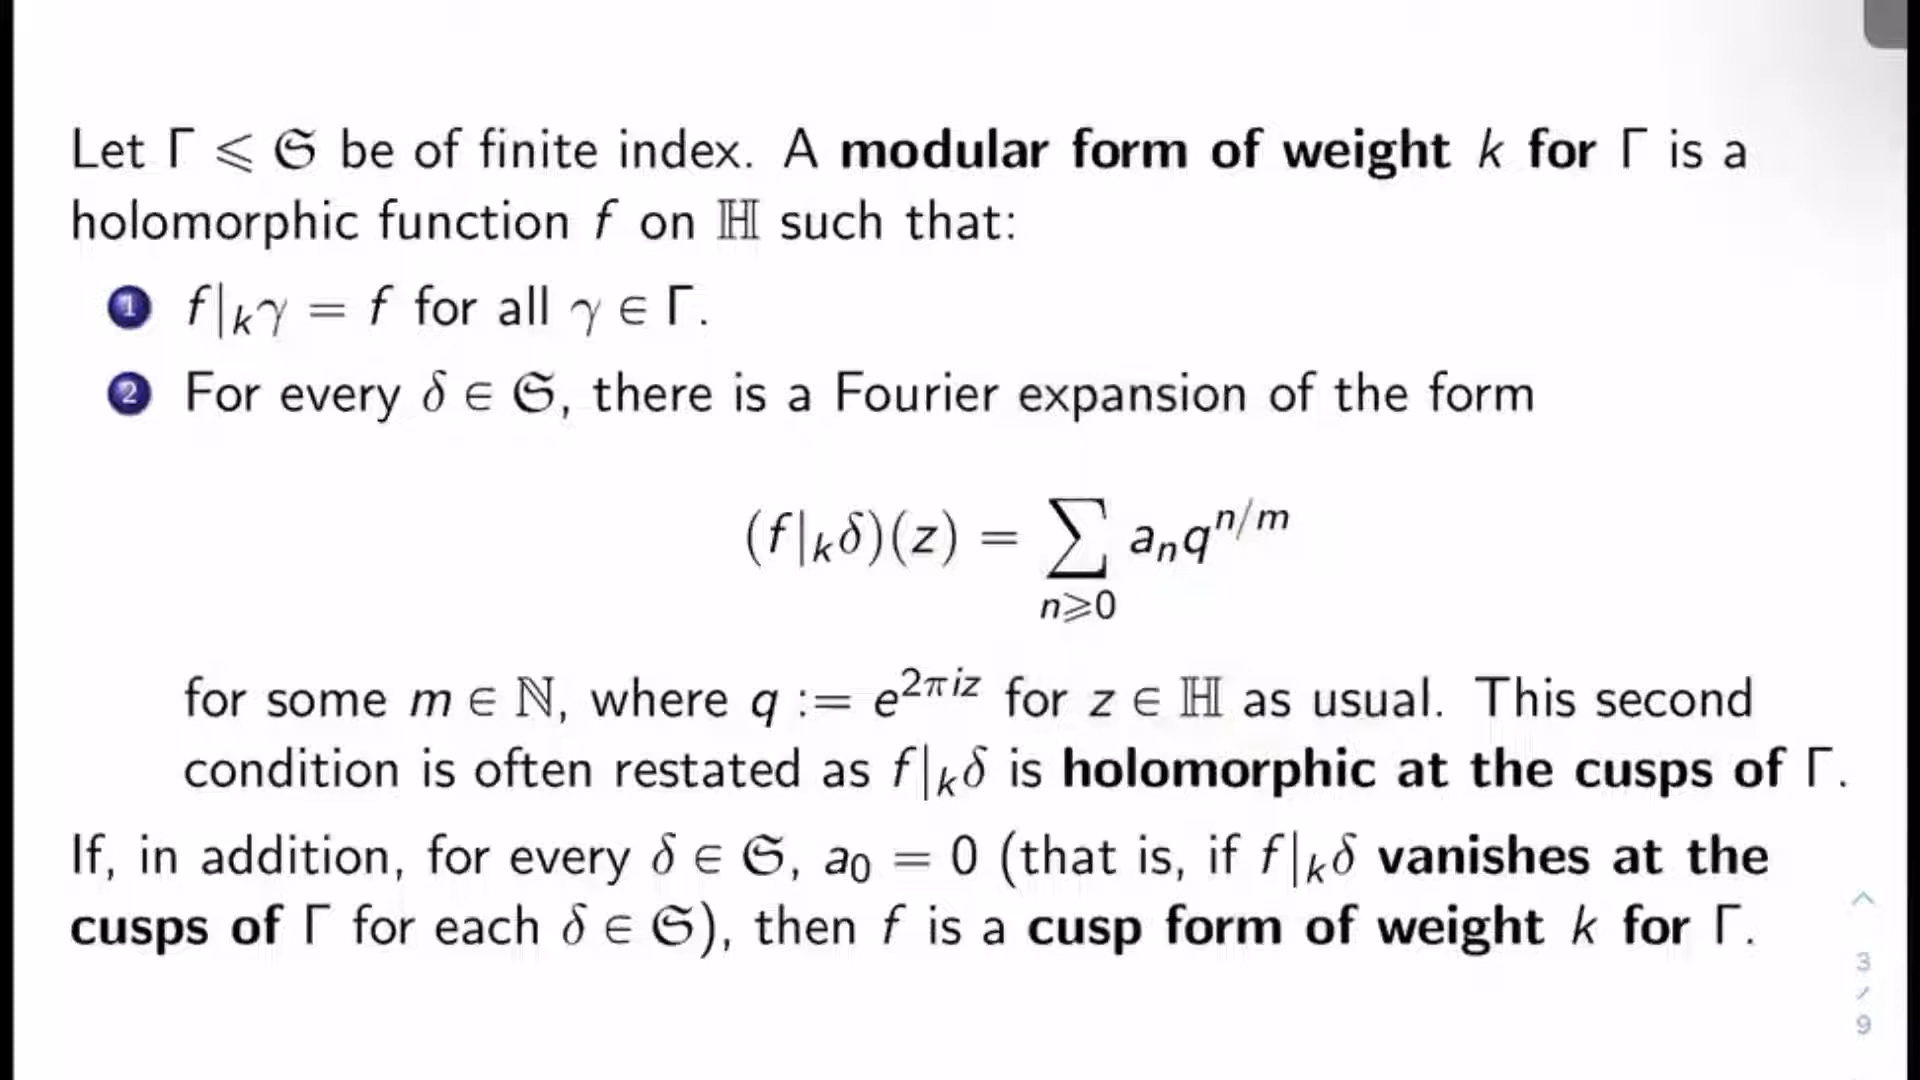 Let Γ ⩽ 𝔖 be of finite index. A modular form of weight k for Γ is a
holomorphic function f on ℍ such that:
1 f|ₖγ = f for all γ ∈ Γ.
2 For every δ ∈ 𝔖, there is a Fourier expansion of the form
(f|ₖδ)(z) = ∑_{n⩾0} aₙq^{n/m}
for some m ∈ ℕ, where q := e^{2πiz} for z ∈ ℍ as usual. This second
condition is often restated as f|ₖδ is holomorphic at the cusps of Γ.
If, in addition, for every δ ∈ 𝔖, a₀ = 0 (that is, if f|ₖδ vanishes at the
cusps of Γ for each δ ∈ 𝔖), then f is a cusp form of weight k for Γ.
3
/
9